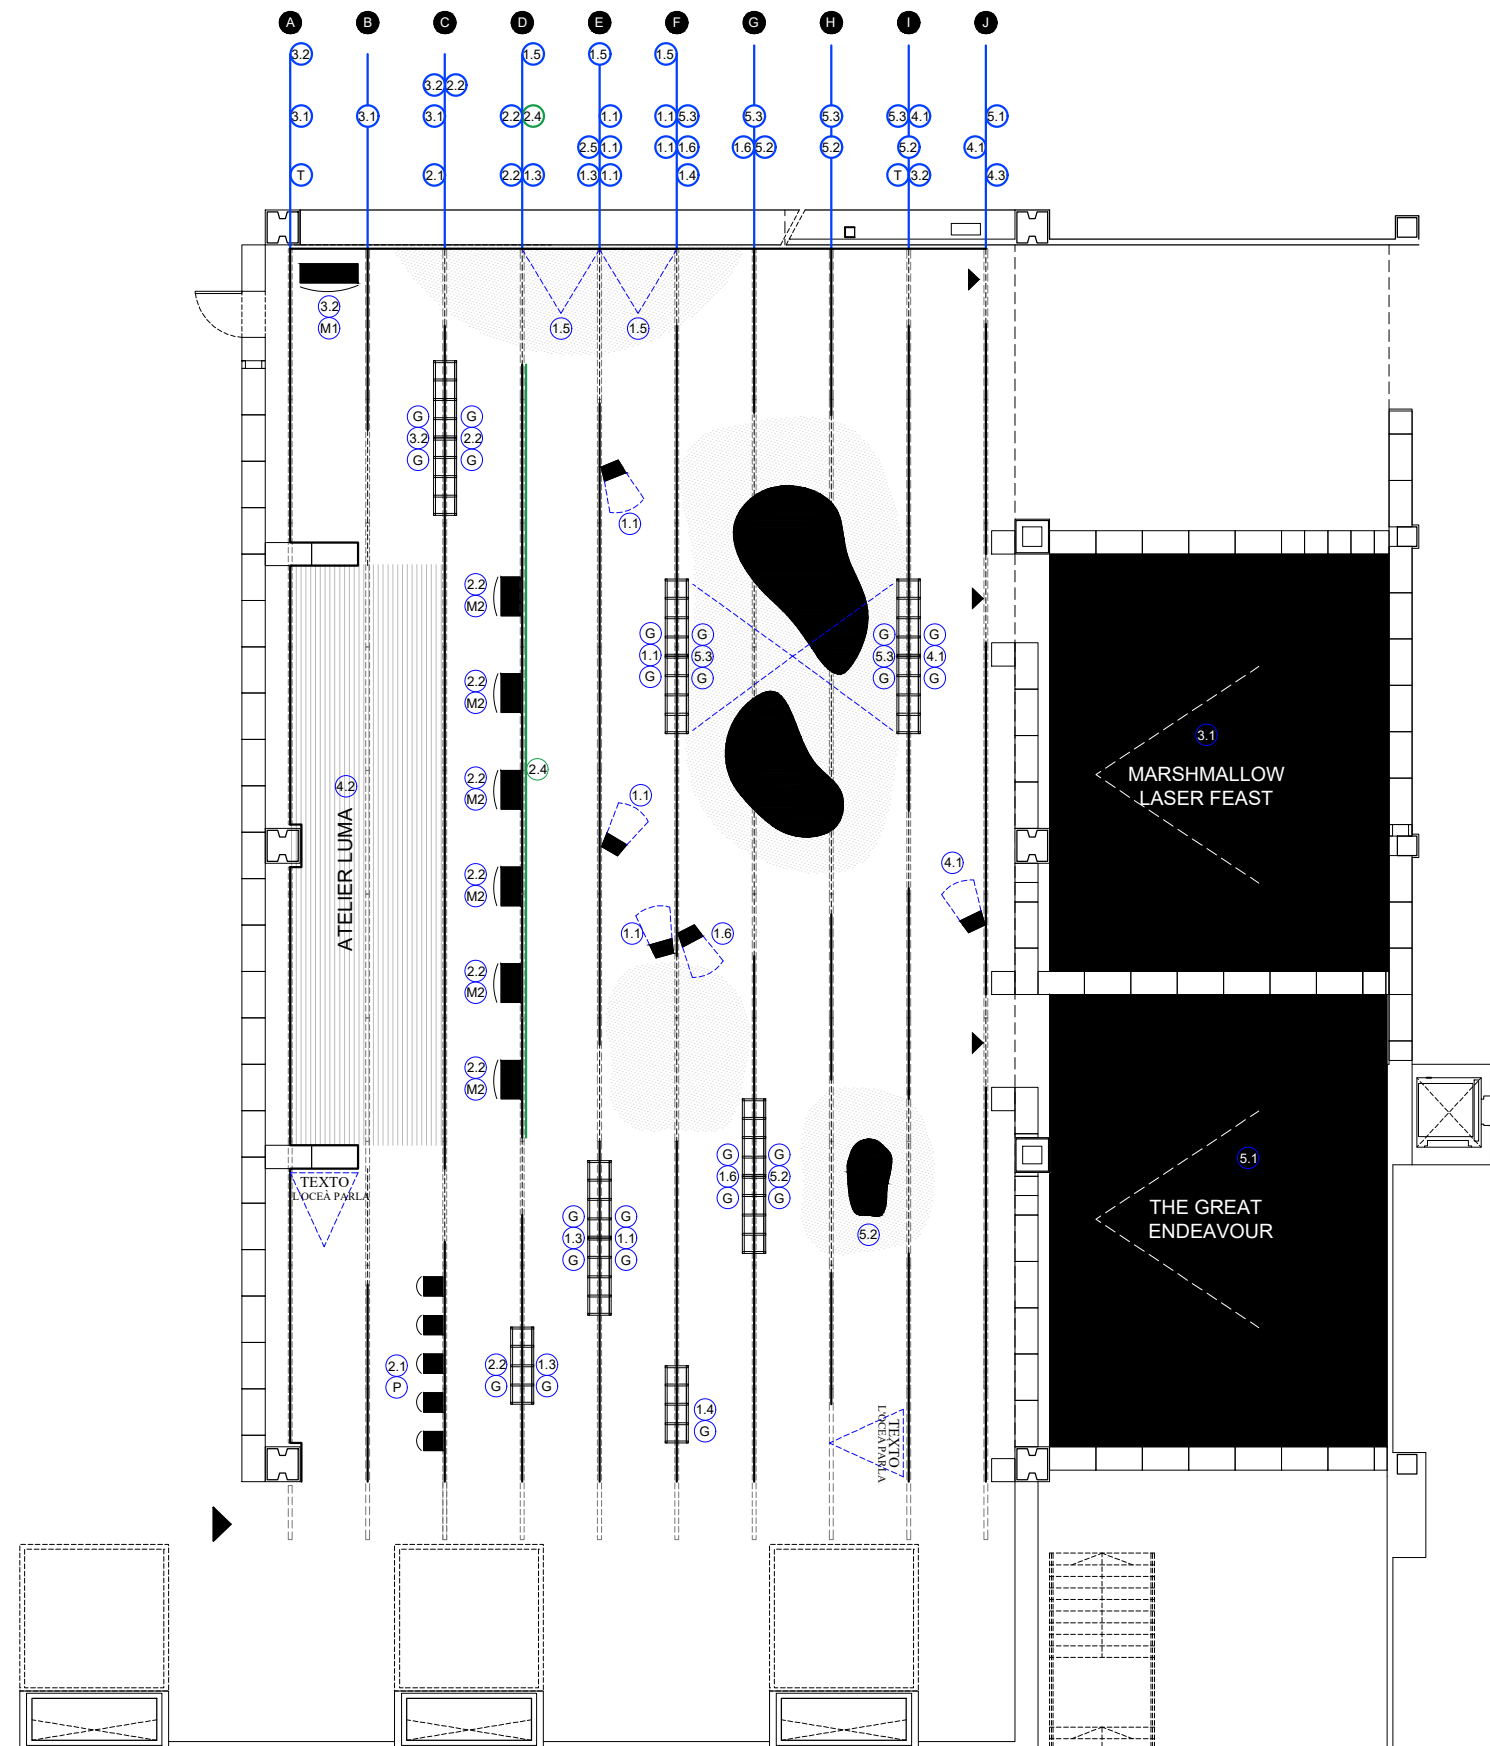 A B C D E F G H I J
3.2 1.5 1.5 1.5
3.2 2.2
3.1 3.1 3.1 2.2 2.4 1.1 1.1 5.3 5.3 5.3 5.3 4.1 5.1
2.5 1.1 1.1 1.6 1.6 5.2 5.2 5.2 4.1
T 2.1 2.2 1.3 1.3 1.1 1.4 T 3.2 4.3
3.2
M1
1.5 1.5
G G
3.2 2.2
G G
1.1
2.2
M2
G G G G
1.1 5.3 5.3 4.1
G G G G
2.2
M2
3.1
MARSHMALLOW
LASER FEAST
2.2
M2
2.4
4.2
ATELIER LUMA
1.1
4.1
2.2
M2
1.1 1.6
2.2
M2
2.2
M2
G G
1.6 5.2
G G
5.1
TEXTO
L'OCEÀ PARLA
THE GREAT
ENDEAVOUR
5.2
G G
1.3 1.1
G G
2.1
P
2.2 1.3
G G
1.4
G
TEXTO
L'OCEÀ PARLA